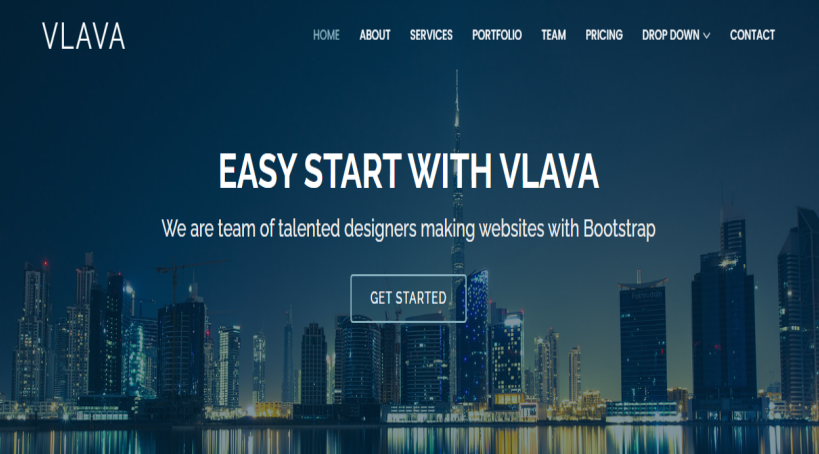 VLAVA
HOME ABOUT SERVICES PORTFOLIO TEAM PRICING DROP DOWN CONTACT
EASY START WITH VLAVA
We are team of talented designers making websites with Bootstrap
GET STARTED